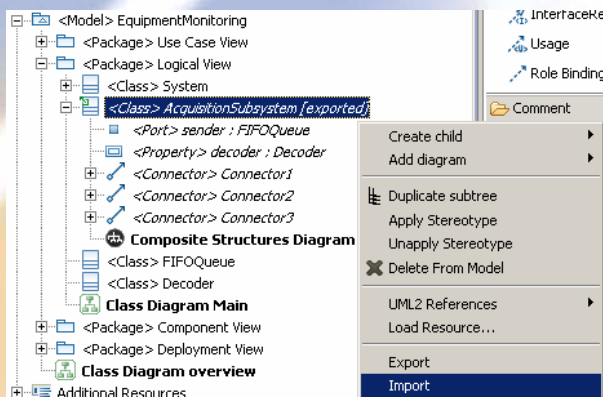 <Model> EquipmentMonitoring
<Package> Use Case View
<Package> Logical View
<Class> System
<Class> AcquisitionSubsystem [exported]
<Port> sender : FIFOQueue
<Property> decoder : Decoder
<Connector> Connector1
<Connector> Connector2
<Connector> Connector3
Composite Structures Diagram
<Class> FIFOQueue
<Class> Decoder
Class Diagram Main
<Package> Component View
<Package> Deployment View
Class Diagram overview
Additional Resources
InterfaceRe
Usage
Role Binding
Comment
Create child
Add diagram
Duplicate subtree
Apply Stereotype
Unapply Stereotype
Delete From Model
UML2 References
Load Resource...
Export
Import